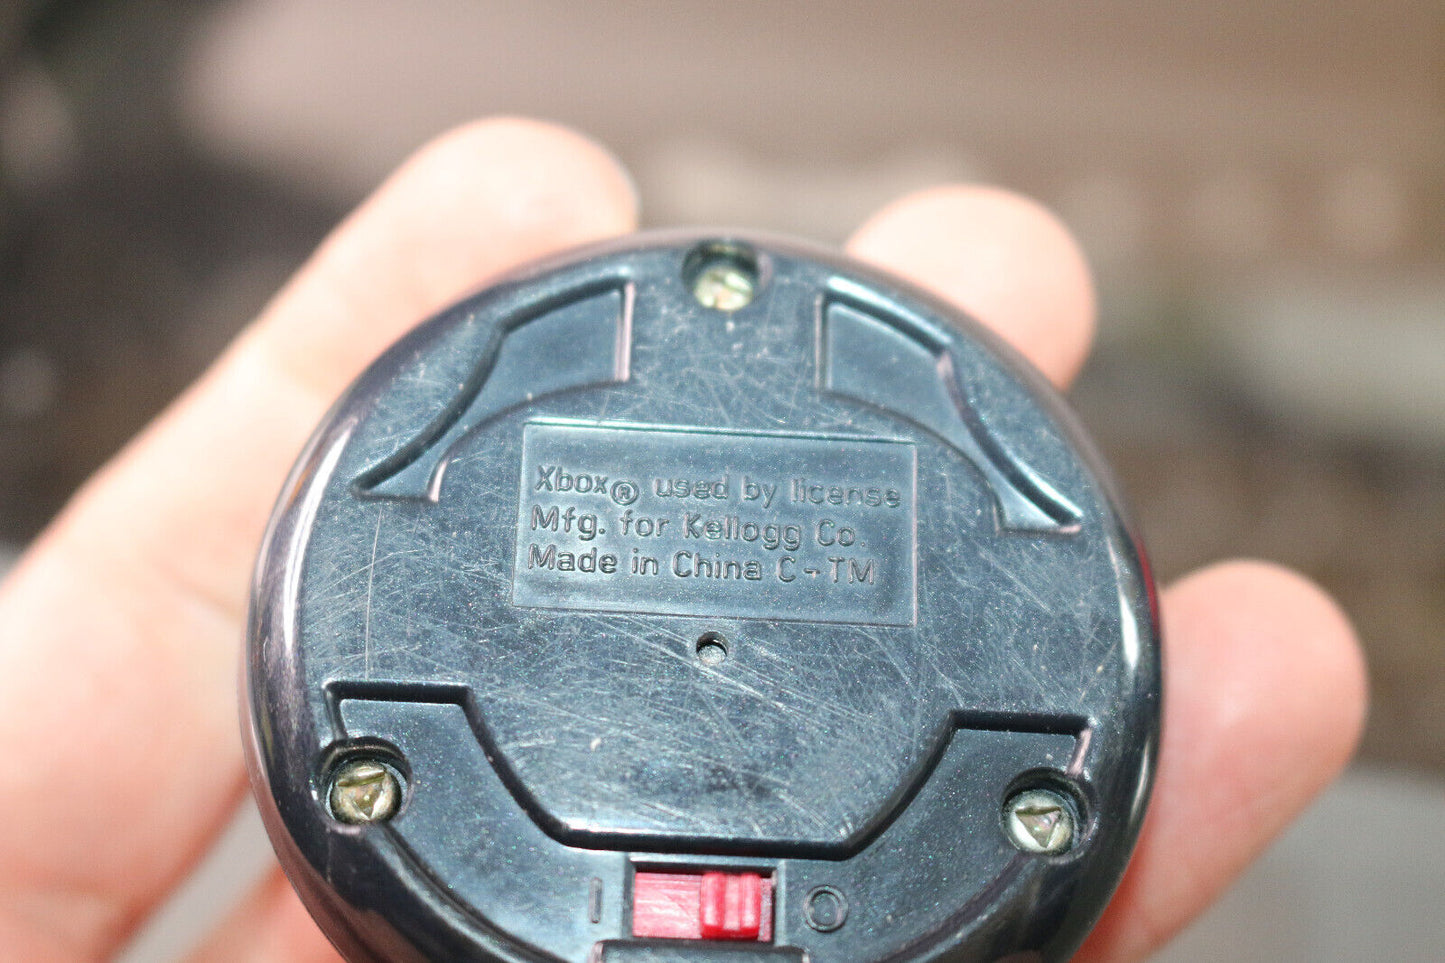 Xbox® used by license
Mfg. for Kellogg Co.
Made in China C-TM
I O